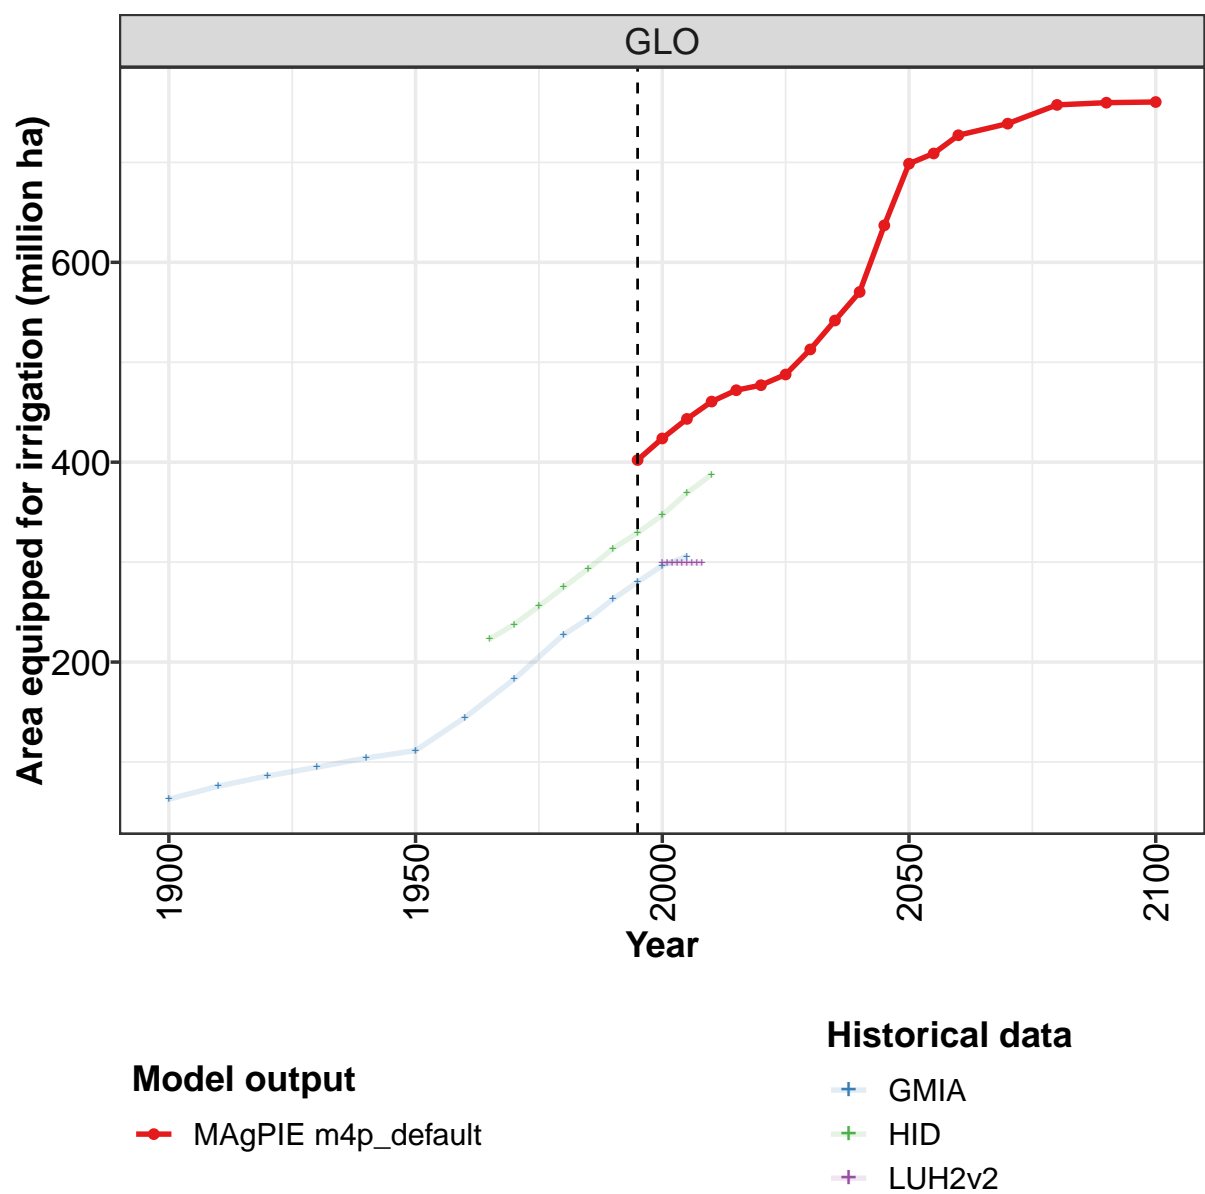 GLO
Area equipped for irrigation (million ha)
600
400
200
1900
1950
2000
2050
2100
Year
Model output
MAgPIE m4p_default
Historical data
GMIA
HID
LUH2v2